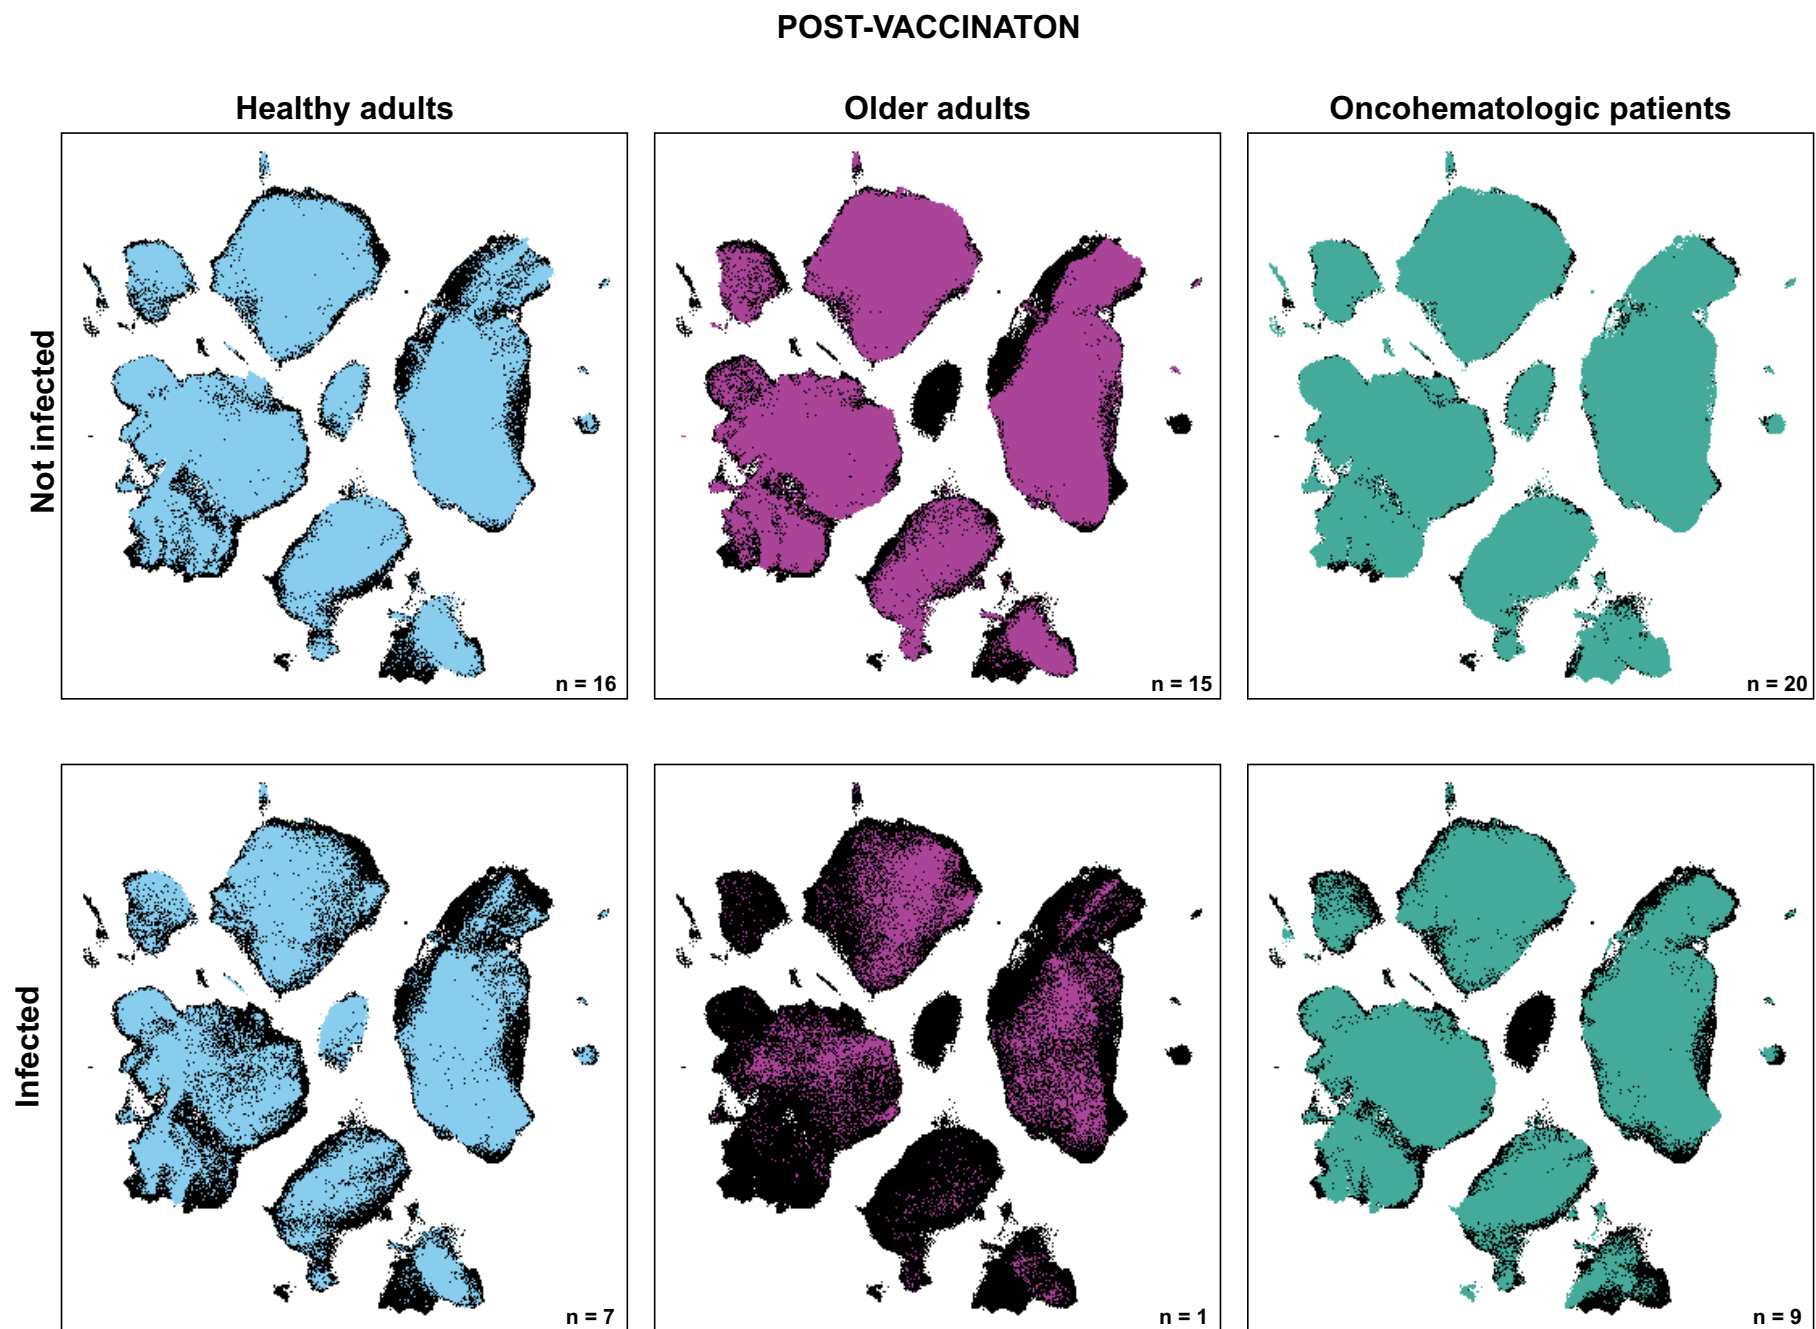 POST-VACCINATON
Healthy adults
Older adults
Oncohematologic patients
Not infected
n = 16
n = 15
n = 20
Infected
n = 7
n = 1
n = 9